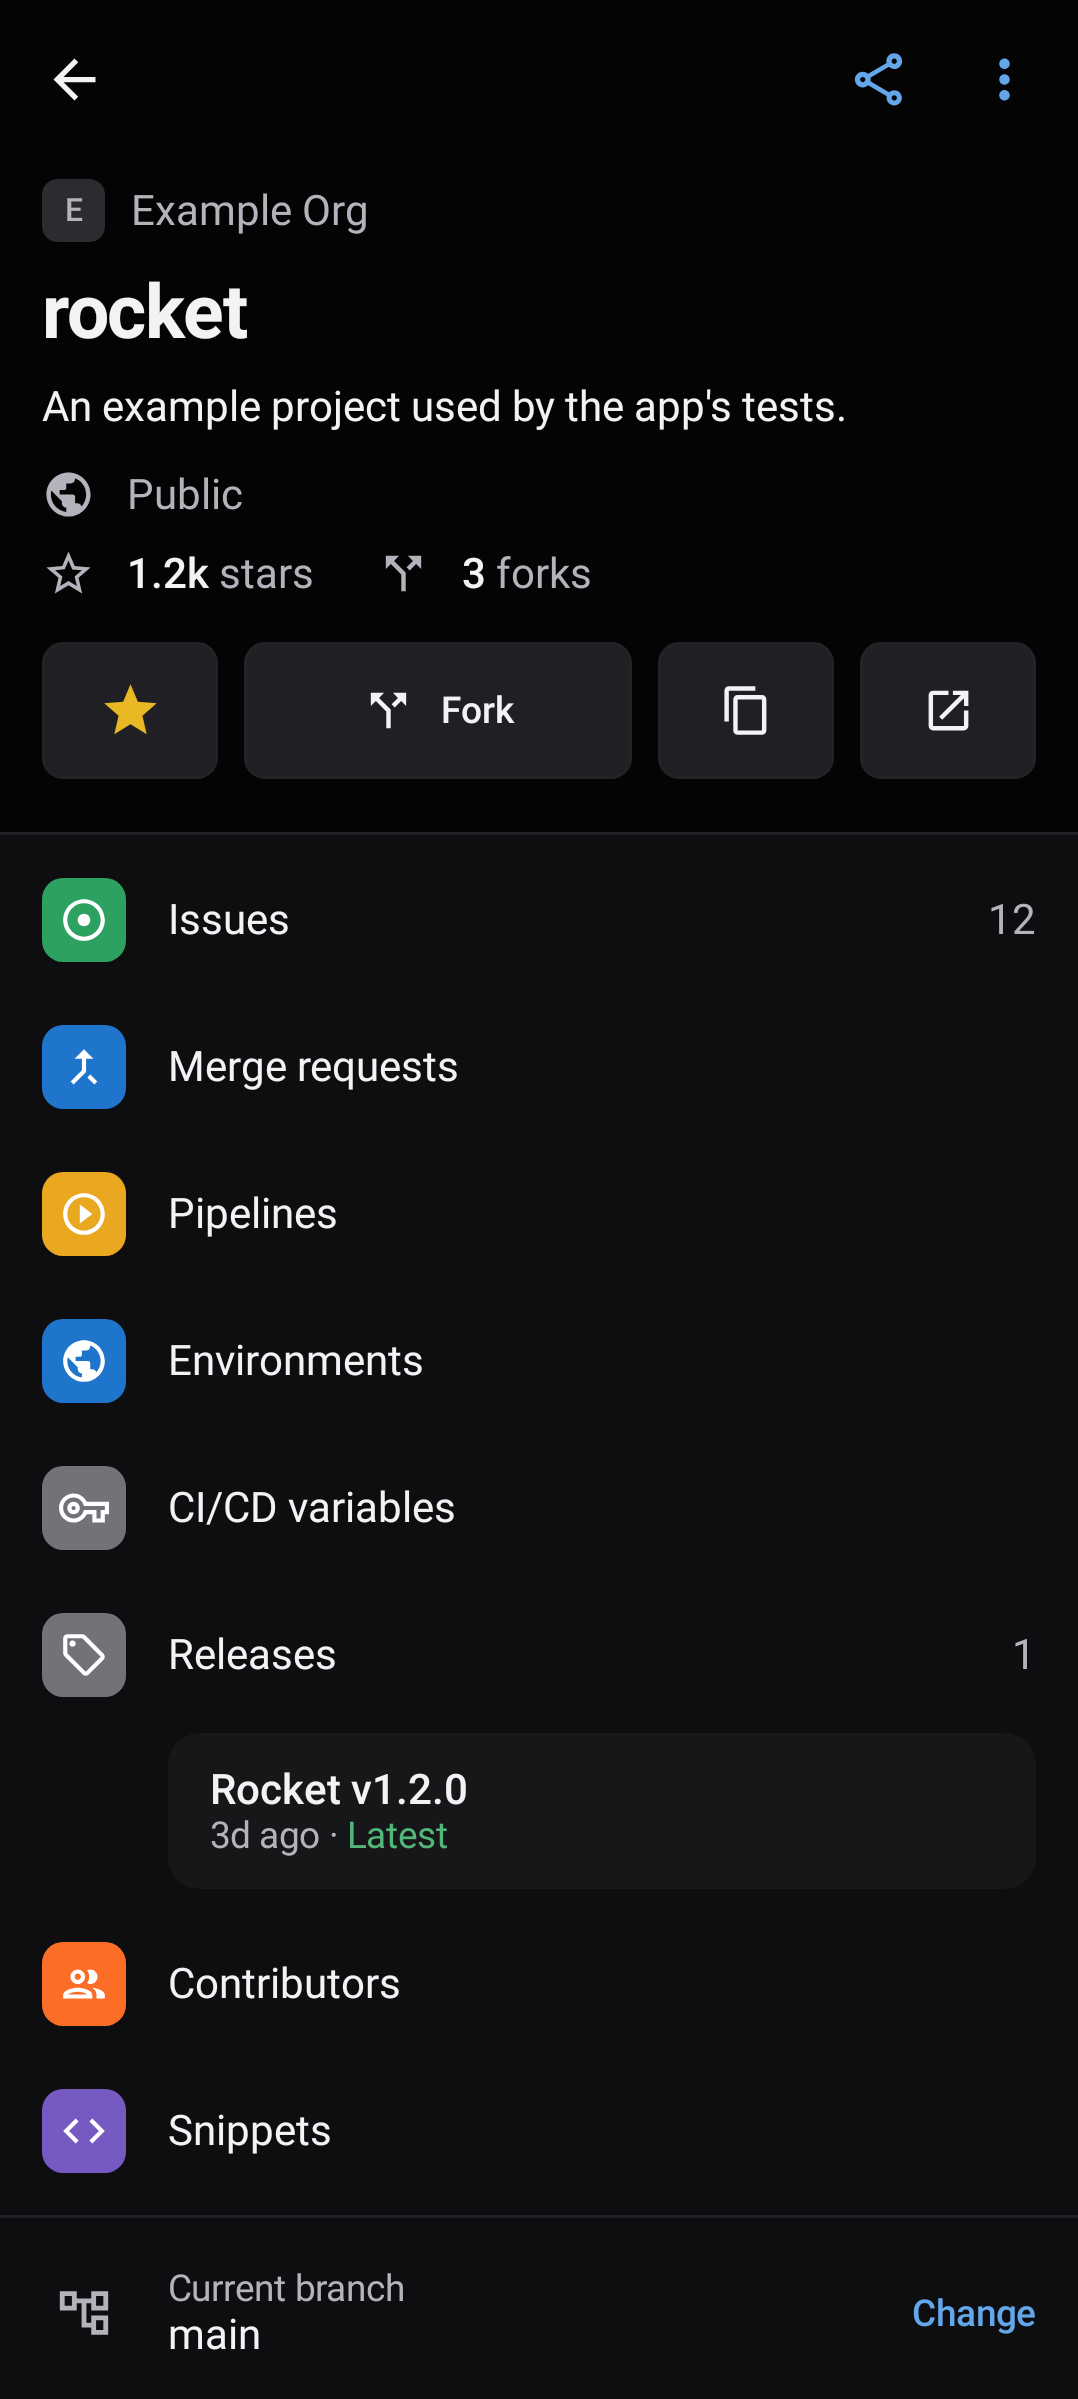 E Example Org
rocket
An example project used by the app's tests.
Public
1.2k stars 3 forks
Fork
Issues 12
Merge requests
Pipelines
Environments
CI/CD variables
Releases 1
Rocket v1.2.0
3d ago · Latest
Contributors
Snippets
Current branch
main
Change